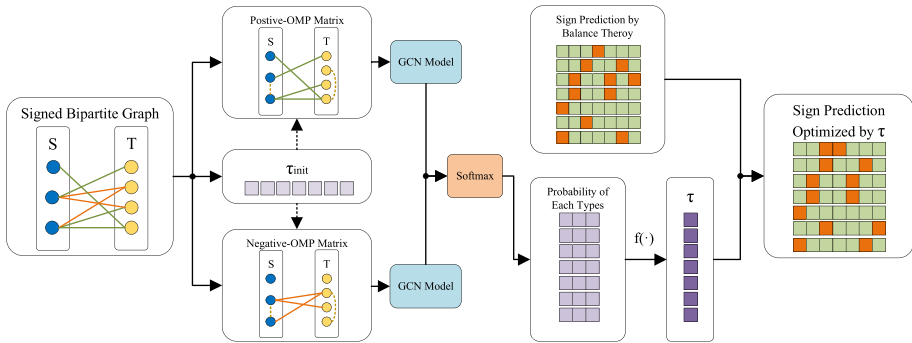 Signed Bipartite Graph
S T
Postive-OMP Matrix
S T
τinit
Negative-OMP Matrix
S T
GCN Model
GCN Model
Softmax
Sign Prediction by
Balance Theroy
Probability of
Each Types
f(·)
τ
Sign Prediction
Optimized by τ